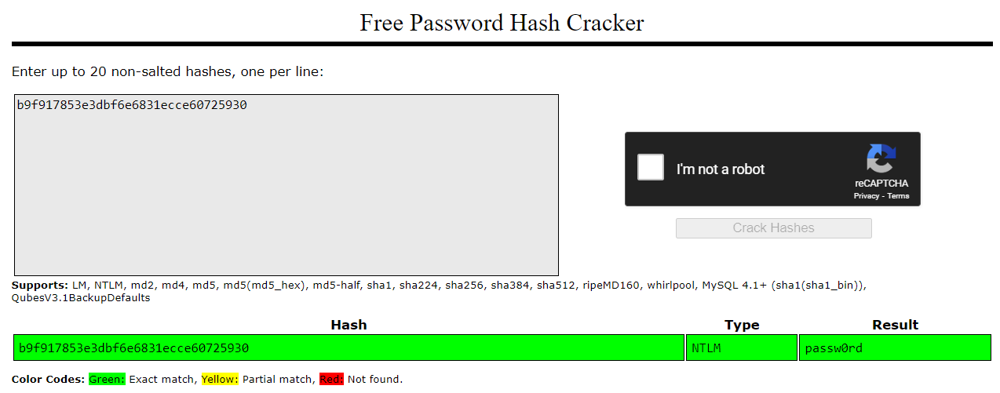 Free Password Hash Cracker
Enter up to 20 non-salted hashes, one per line:
b9f917853e3dbf6e6831ecce60725930
I'm not a robot
reCAPTCHA
Privacy - Terms
Crack Hashes
Supports: LM, NTLM, md2, md4, md5, md5(md5_hex), md5-half, sha1, sha224, sha256, sha384, sha512, ripeMD160, whirlpool, MySQL 4.1+ (sha1(sha1_bin)),
QubesV3.1BackupDefaults
Hash Type Result
b9f917853e3dbf6e6831ecce60725930 NTLM passw0rd
Color Codes: Green: Exact match, Yellow: Partial match, Red: Not found.